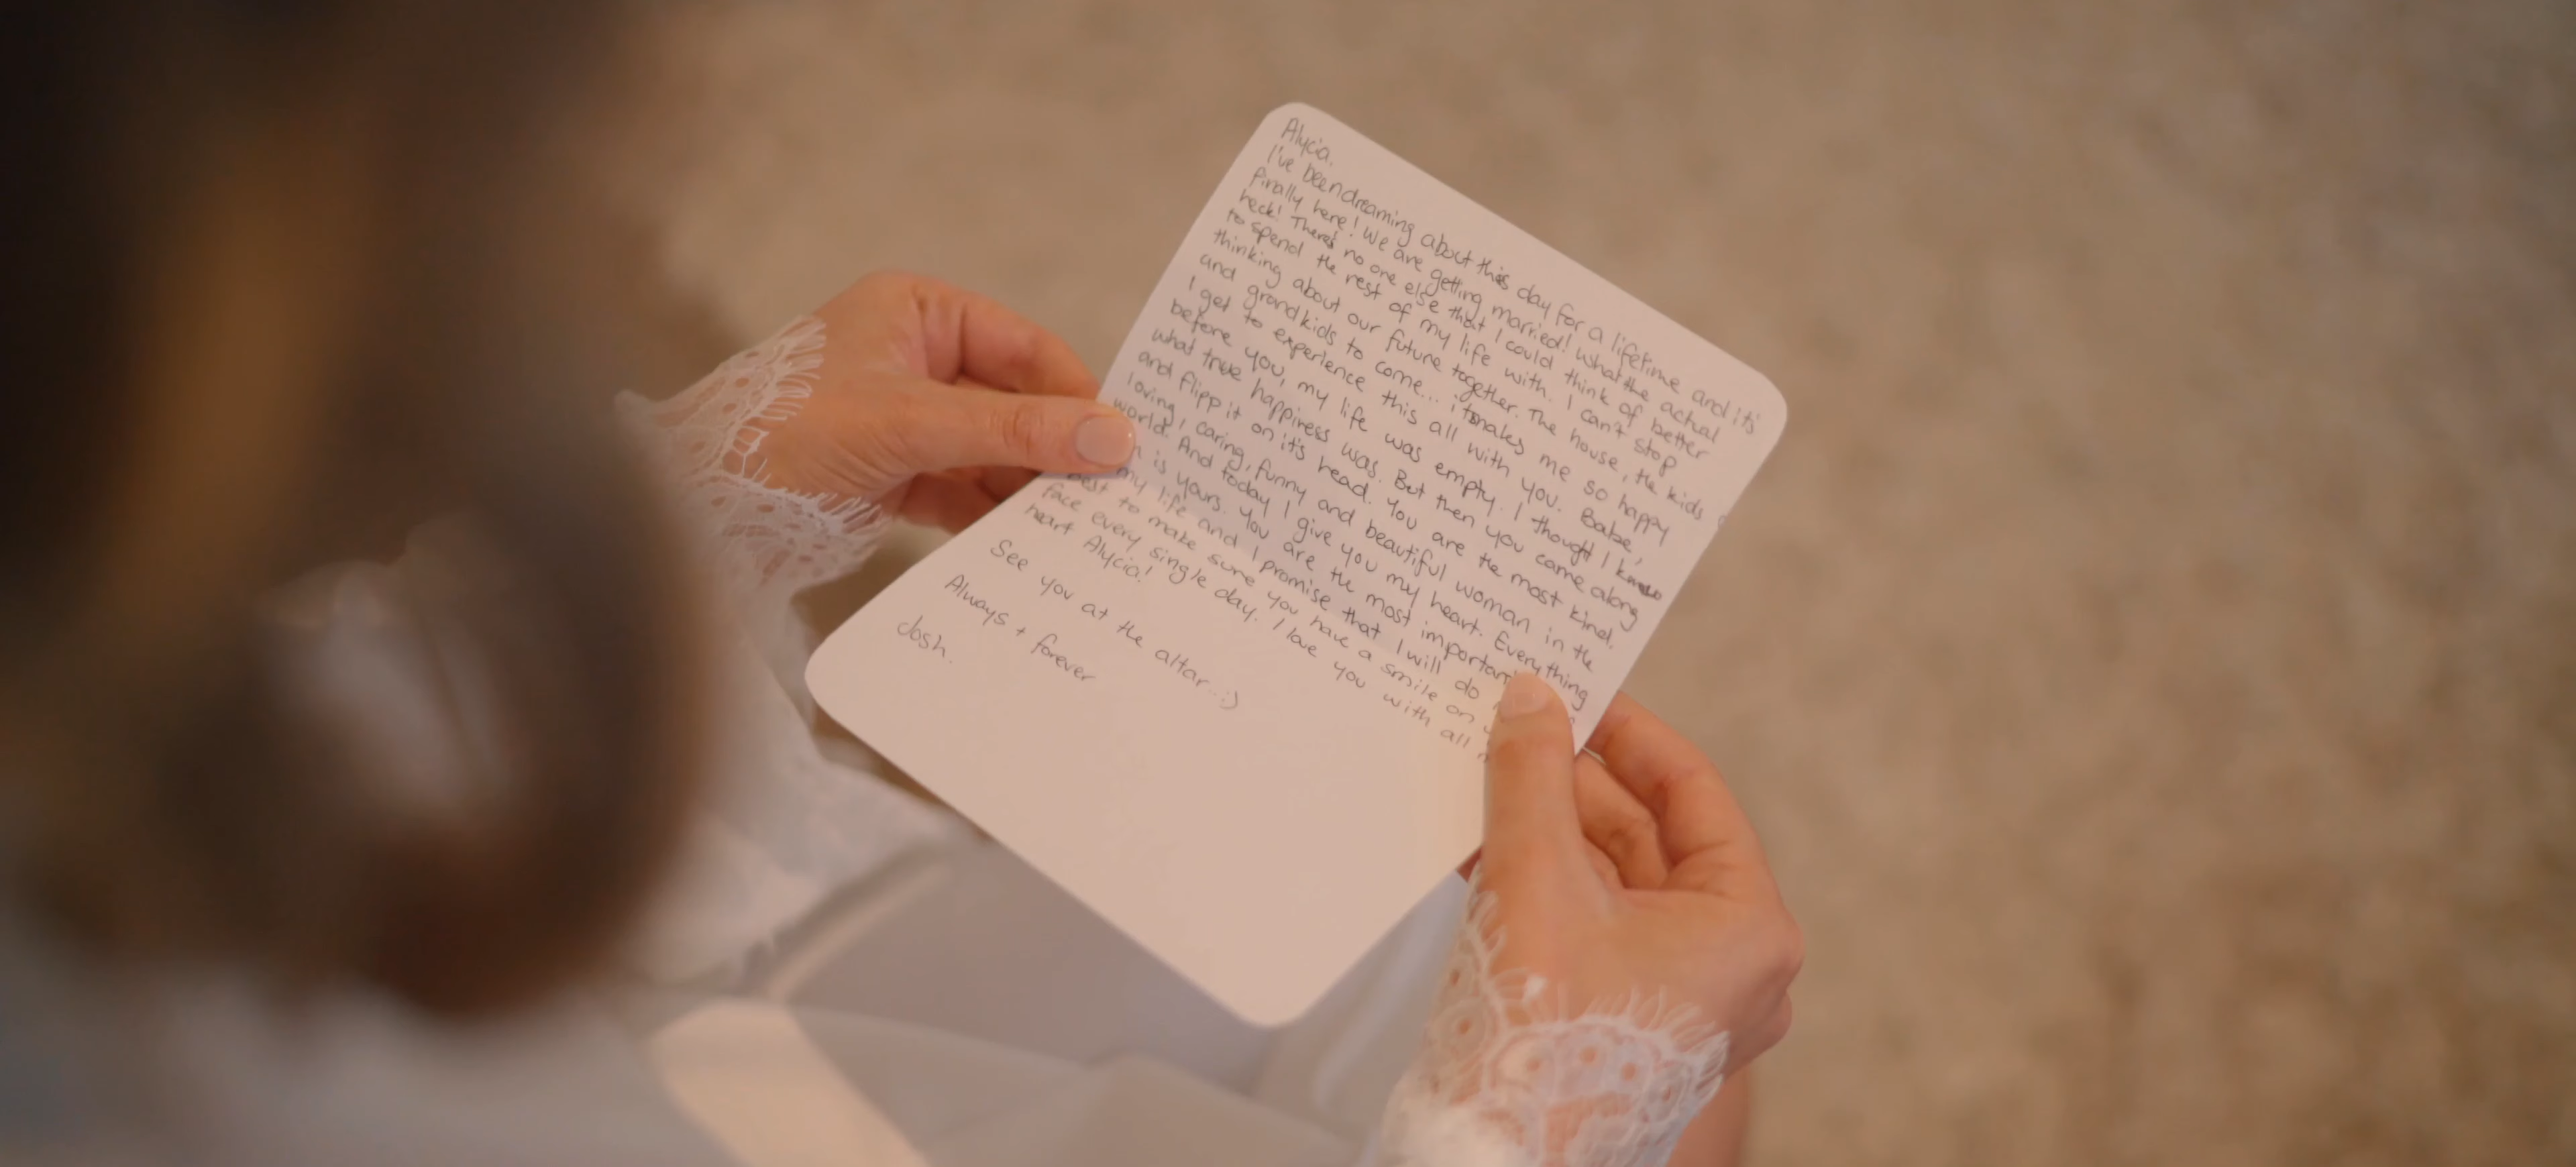 Alycia.
I've been dreaming about this day for a lifetime and it's
finally here! We are getting married! What the actual
heck! There's no one else that I could think of better
to spend the rest of my life with. I can't stop
thinking about our future together. The house, the kids
and grandkids to come... it makes me so happy
I get to experience this all with you. Babe,
before you, my life was empty. I thought I knew
what true happiness was. But then you came along
and flipp it on it's head. You are the most kind,
loving, caring, funny and beautiful woman in the
world. And today I give you my heart. Everything
is yours. You are the most important
my life and I promise that I will do
best to make sure you have a smile on
face every single day. I love you with all
heart Alycia!
See you at the altar...:)
Always + forever
Josh.